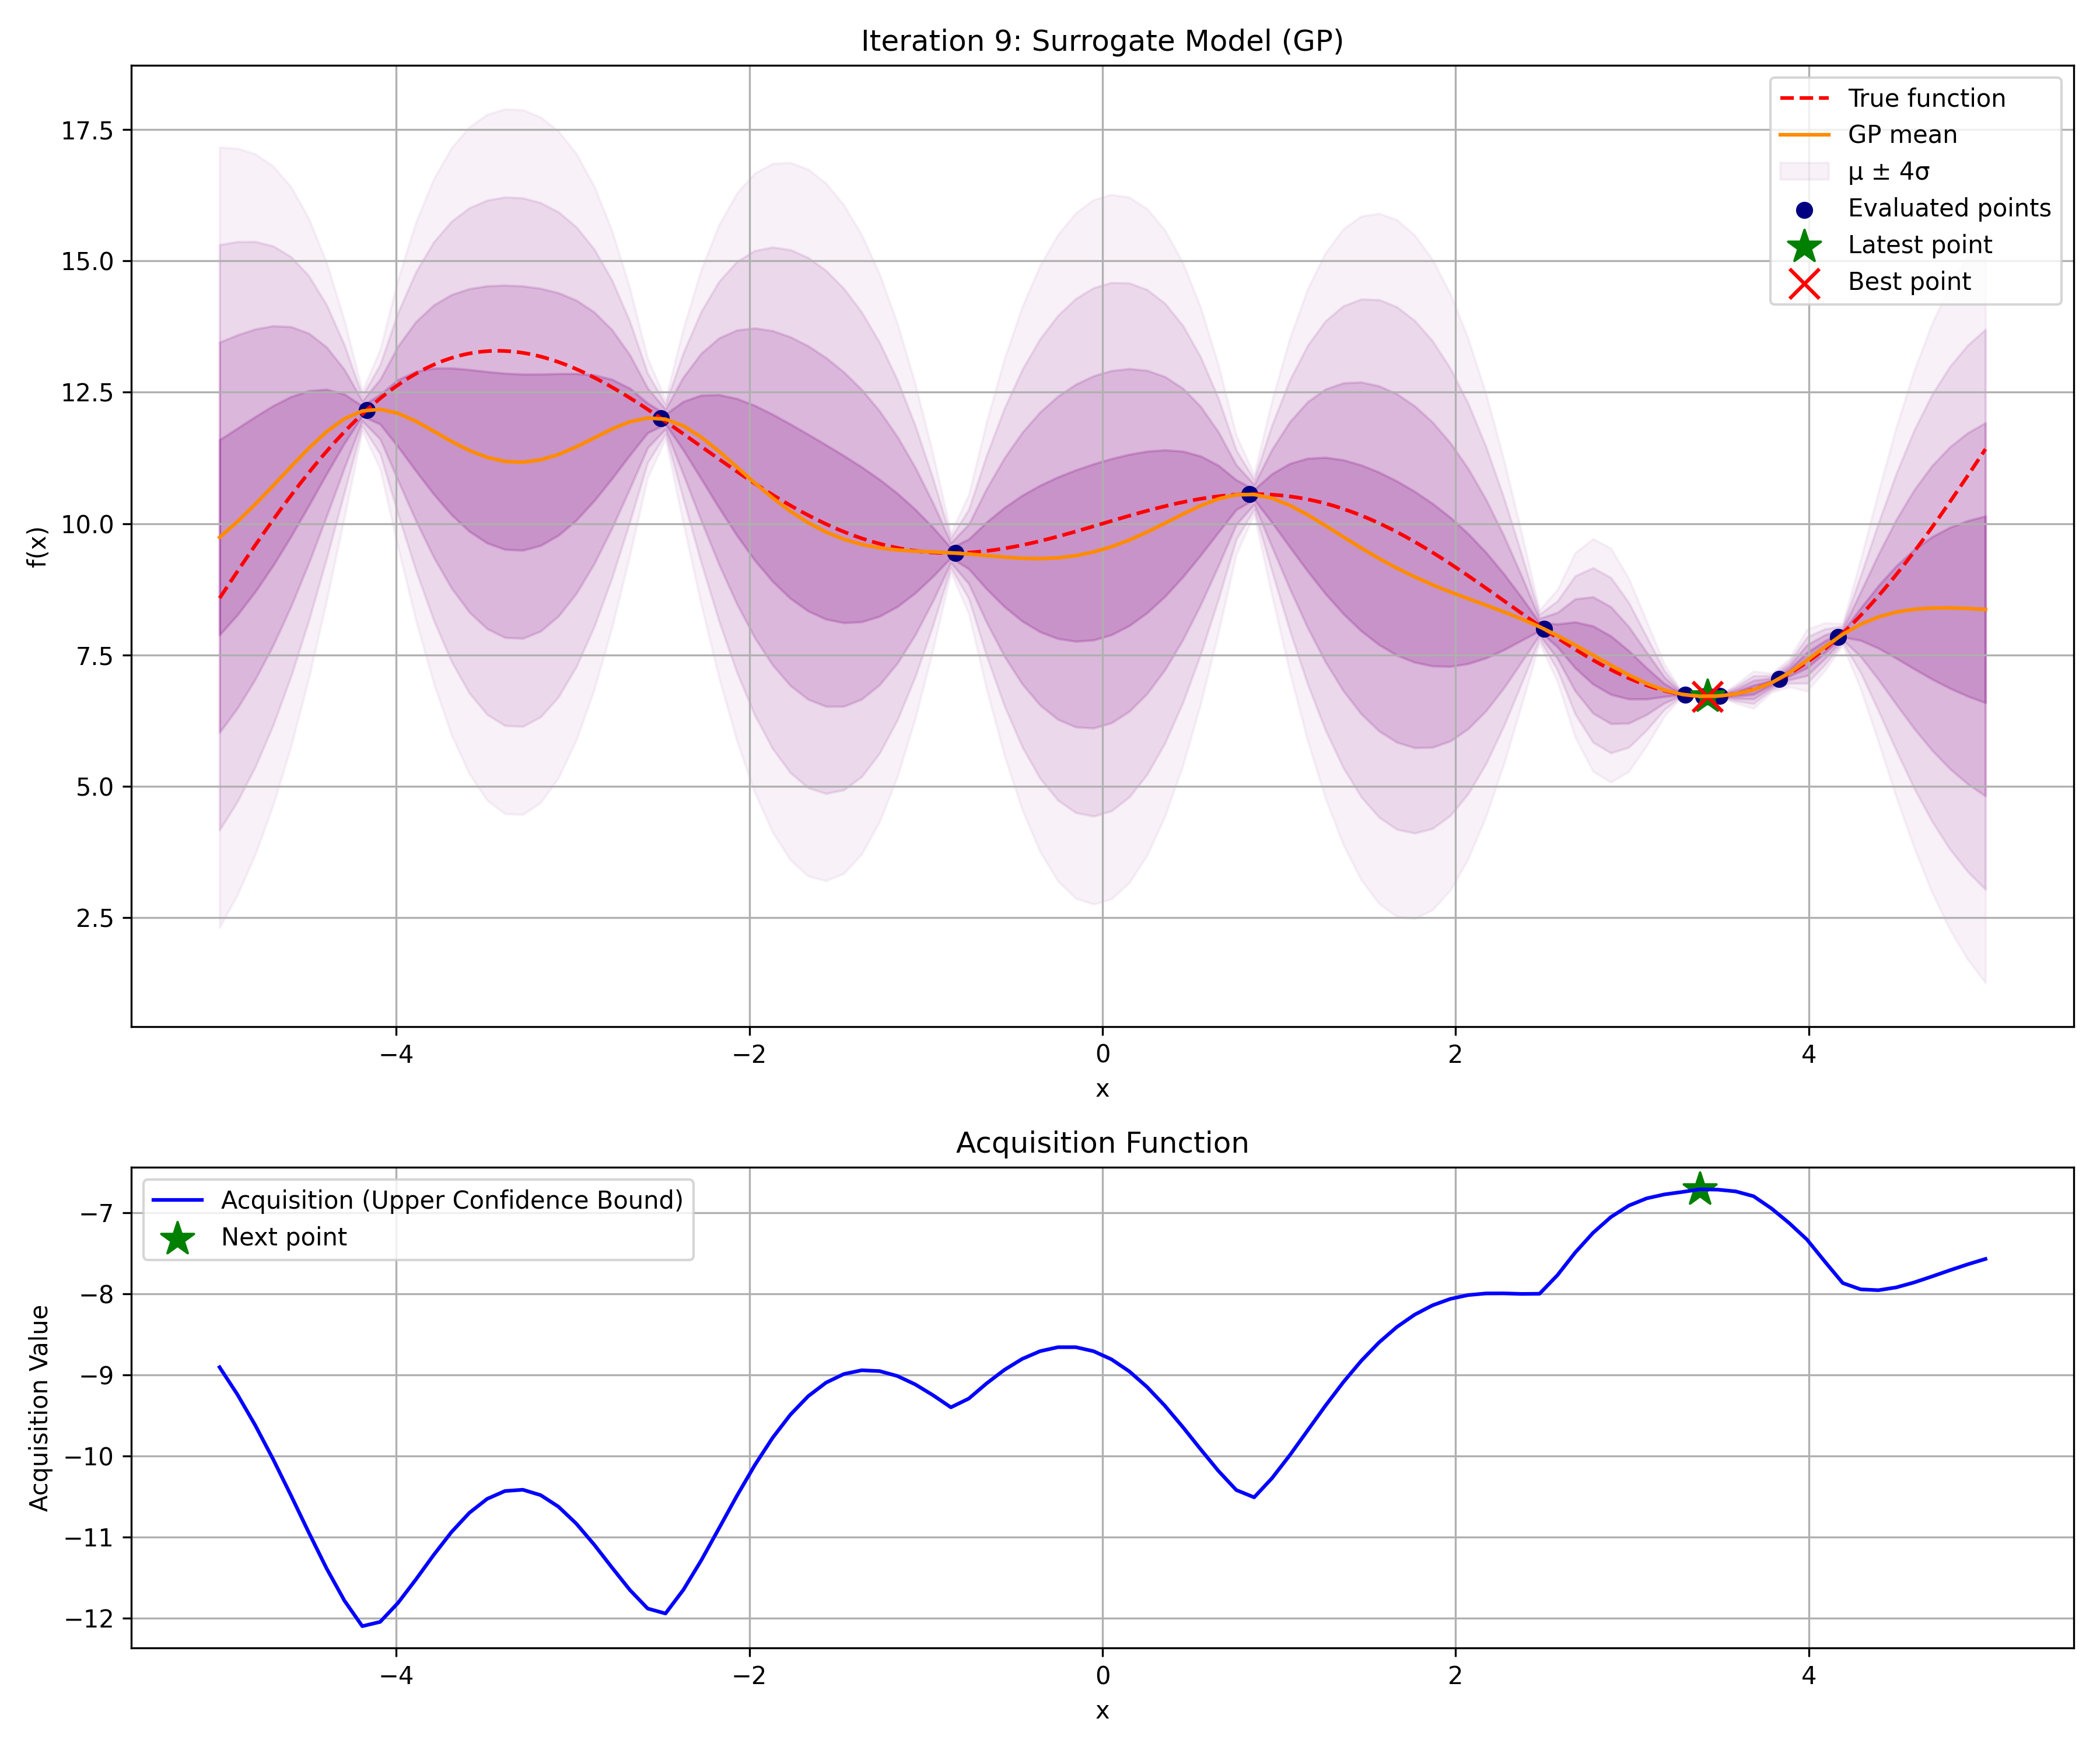 Iteration 9: Surrogate Model (GP)
True function
GP mean
μ ± 4σ
Evaluated points
Latest point
Best point
17.5
15.0
12.5
10.0
7.5
5.0
2.5
f(x)
−4
−2
0
2
4
x
Acquisition Function
Acquisition (Upper Confidence Bound)
Next point
−7
−8
−9
−10
−11
−12
Acquisition Value
−4
−2
0
2
4
x